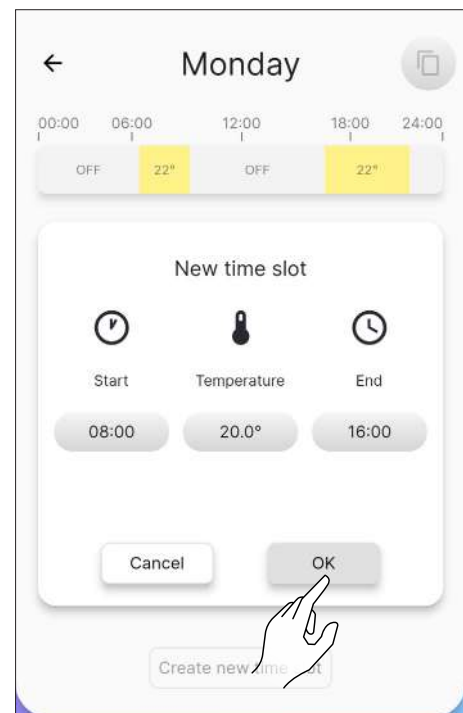 Monday
00:00 06:00 12:00 18:00 24:00
OFF 22° OFF 22°
New time slot
Start Temperature End
08:00 20.0° 16:00
Cancel OK
Create new time